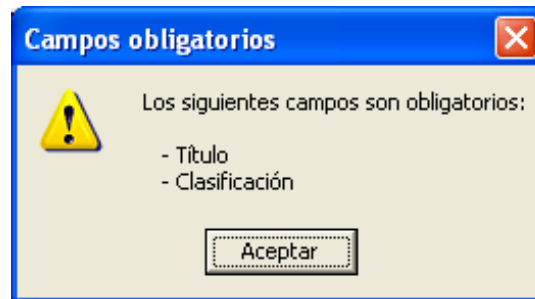 Campos obligatorios
Los siguientes campos son obligatorios:
- Título
- Clasificación
Aceptar